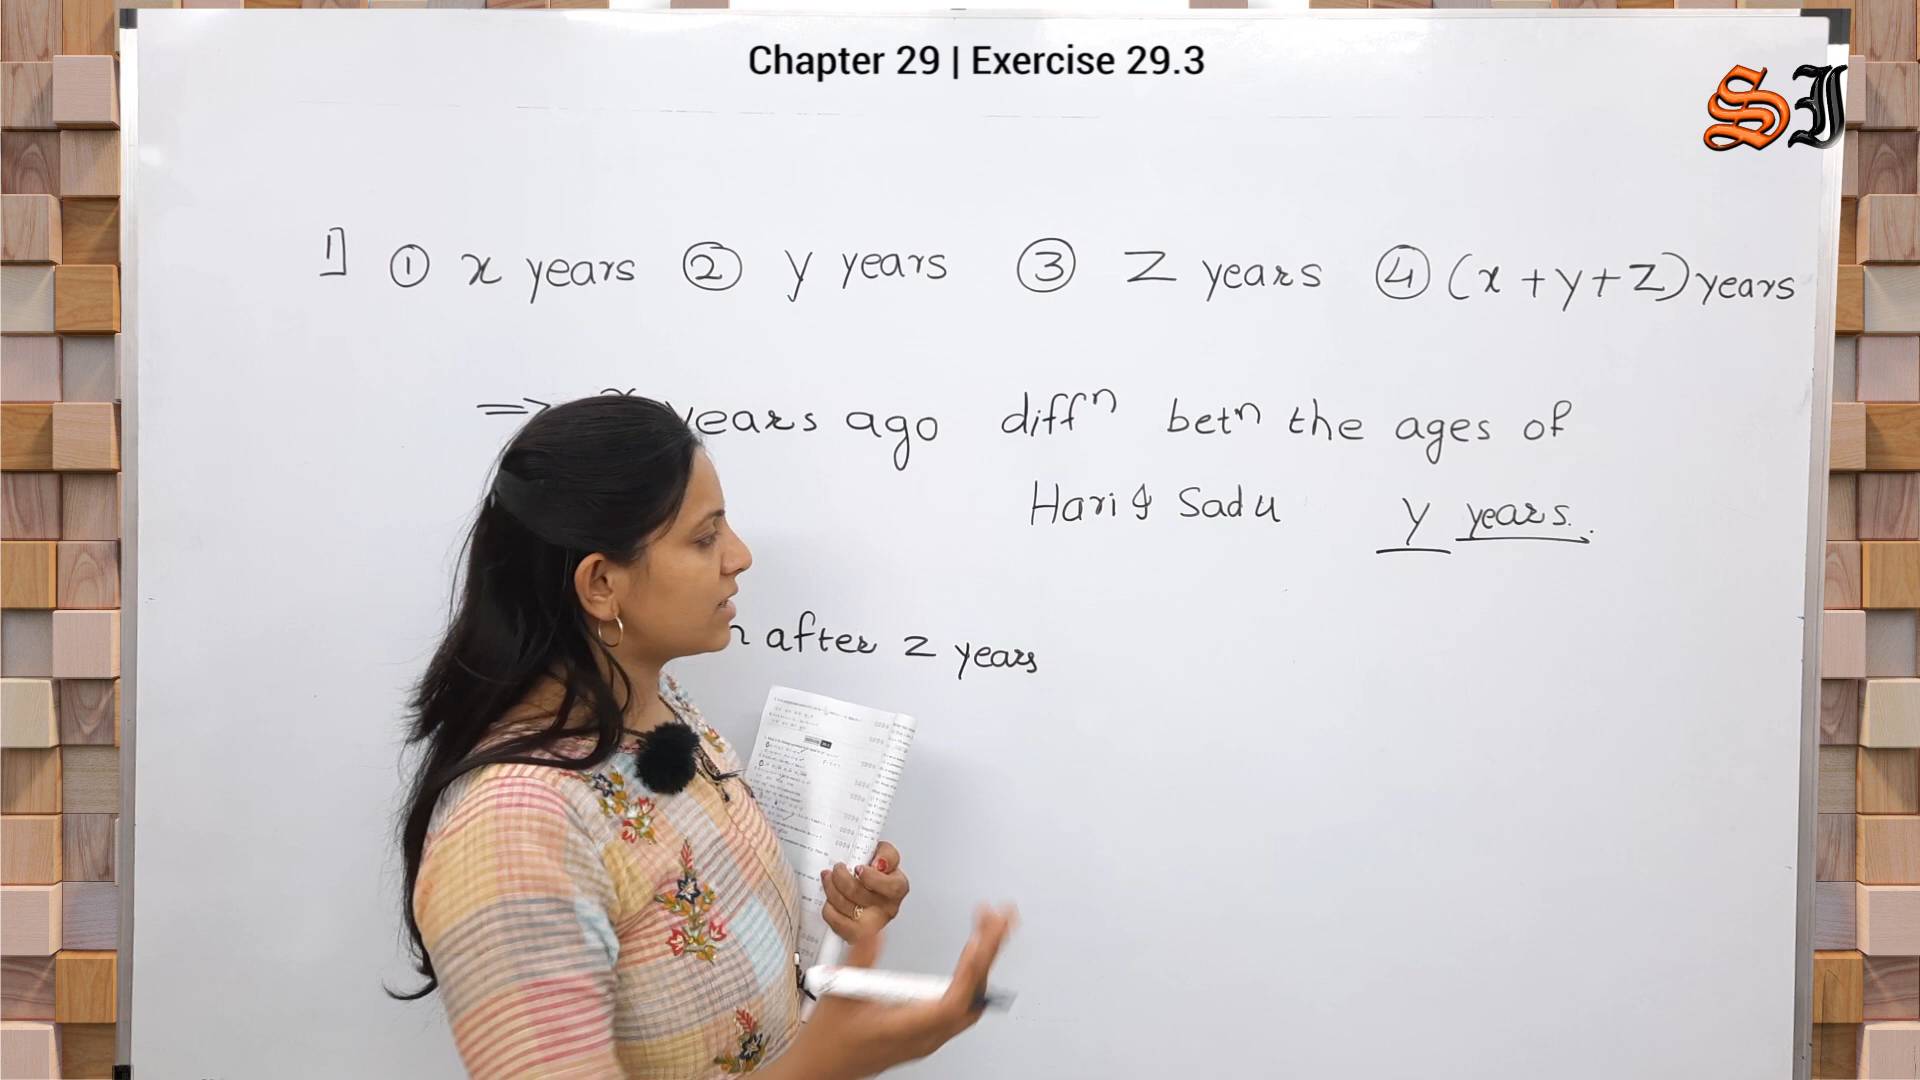 Chapter 29 | Exercise 29.3
SJ
1] ① x years ② y years ③ z years ④ (x + y + z) years
=> years ago diffⁿ betⁿ the ages of
Hari & Sadu y years.
after z years